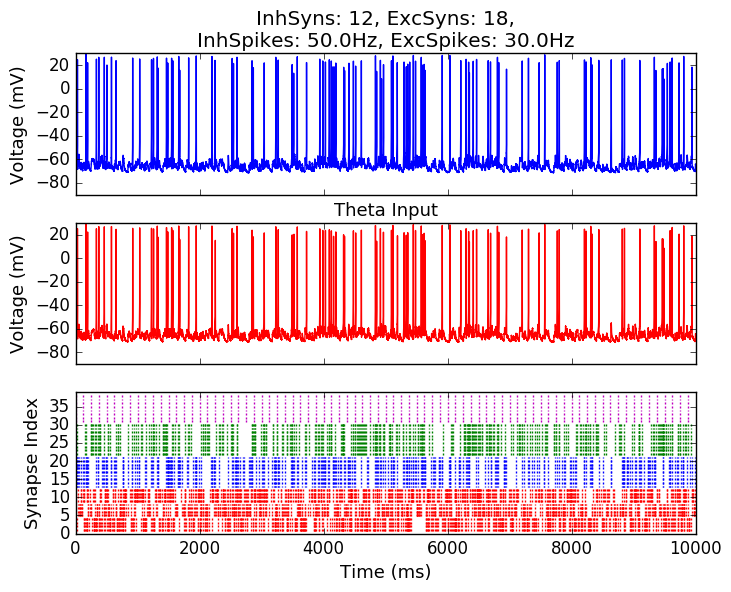 InhSyns: 12, ExcSyns: 18,
InhSpikes: 50.0Hz, ExcSpikes: 30.0Hz
20
0
−20
−40
−60
−80
Voltage (mV)
Theta Input
20
0
−20
−40
−60
−80
Voltage (mV)
35
30
25
20
15
10
5
0
Synapse Index
0 2000 4000 6000 8000 10000
Time (ms)